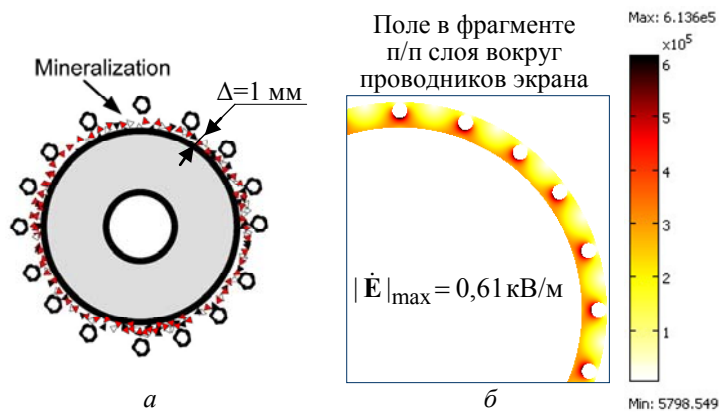 Mineralization
Δ=1 мм
а
Поле в фрагменте
п/п слоя вокруг
проводников экрана
| Ė |max = 0,61 кВ/м
б
Max: 6.136e5
x10⁵
6
5
4
3
2
1
Min: 5798.549